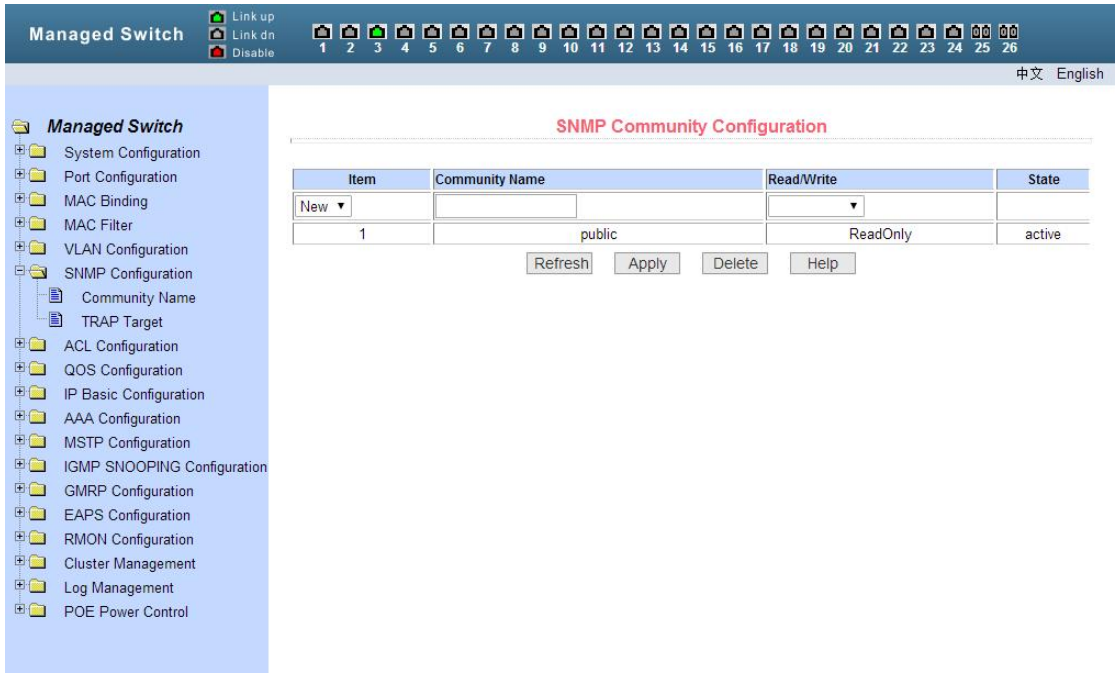 Managed Switch
Link up
Link dn
Disable
1 2 3 4 5 6 7 8 9 10 11 12 13 14 15 16 17 18 19 20 21 22 23 24 25 26
中文 English
Managed Switch
System Configuration
Port Configuration
MAC Binding
MAC Filter
VLAN Configuration
SNMP Configuration
Community Name
TRAP Target
ACL Configuration
QOS Configuration
IP Basic Configuration
AAA Configuration
MSTP Configuration
IGMP SNOOPING Configuration
GMRP Configuration
EAPS Configuration
RMON Configuration
Cluster Management
Log Management
POE Power Control
SNMP Community Configuration
Item Community Name Read/Write State
New
1 public ReadOnly active
Refresh Apply Delete Help